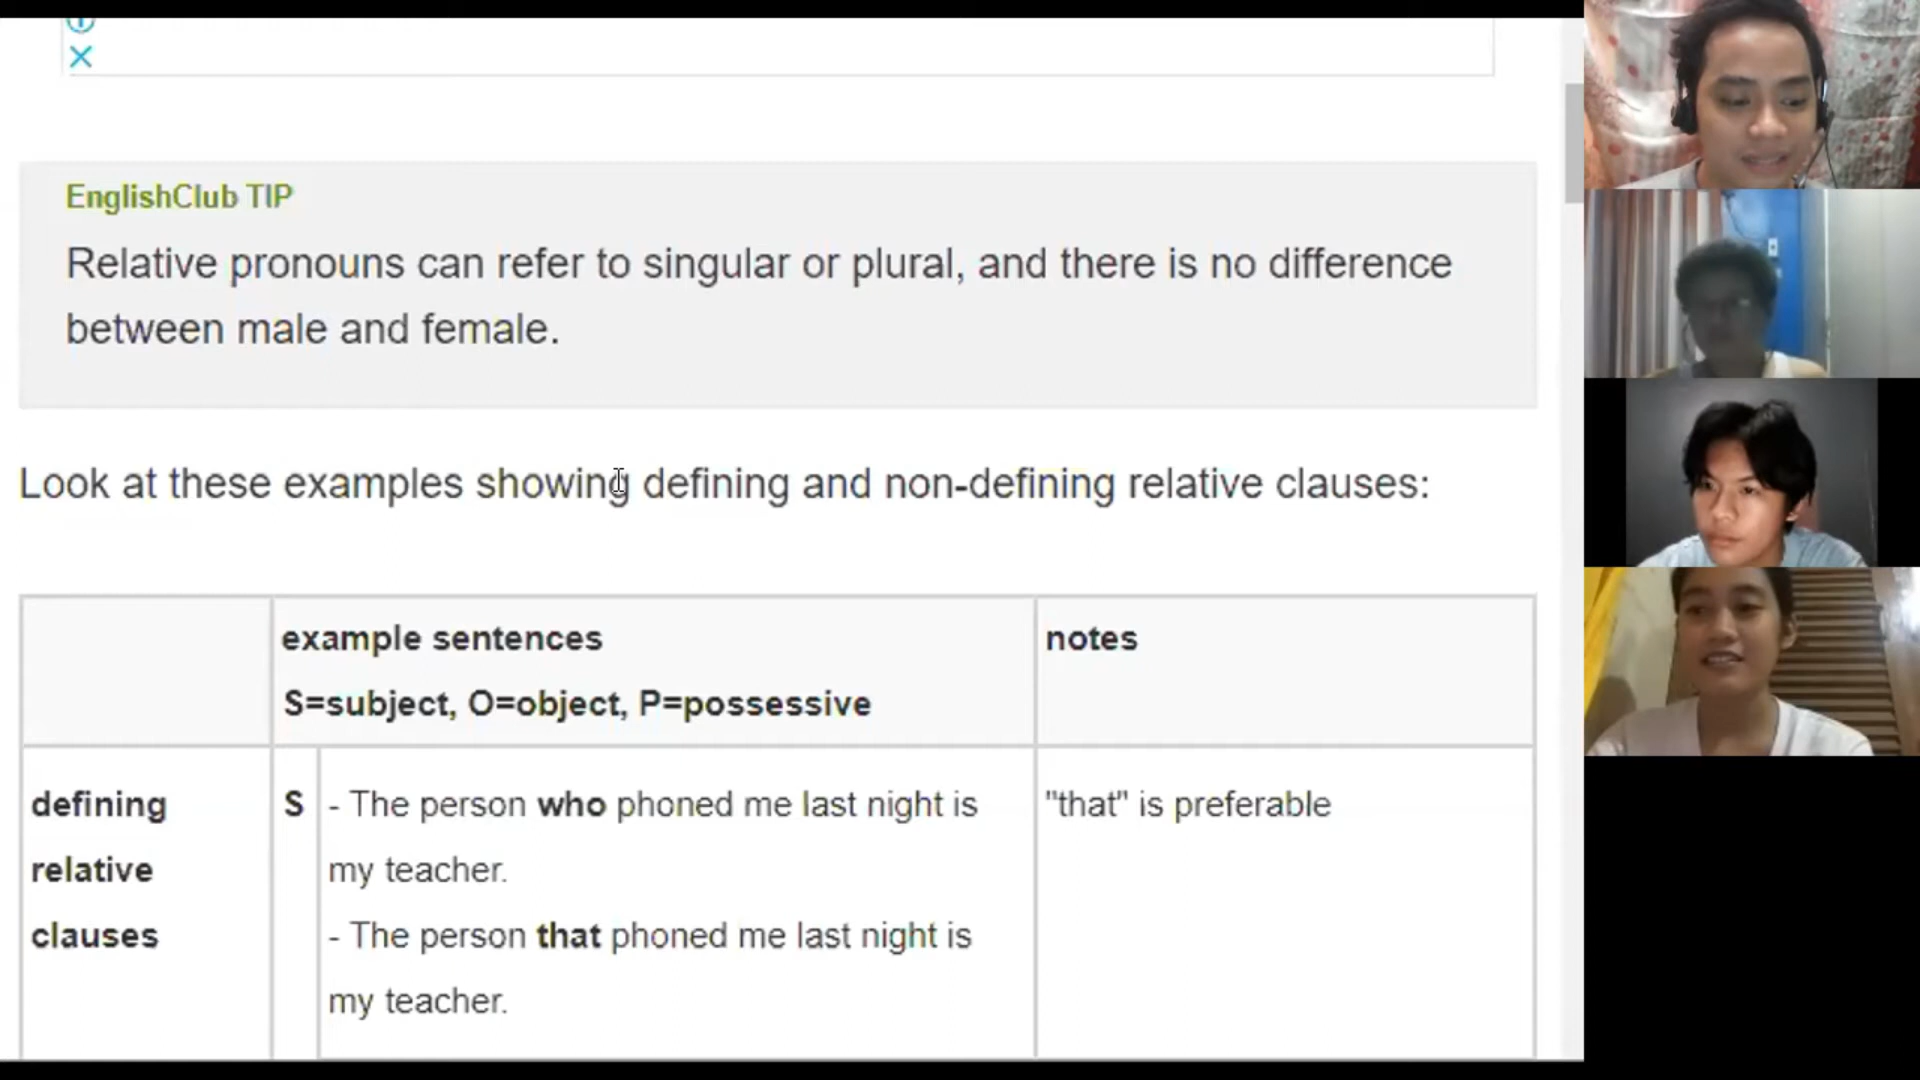 EnglishClub TIP
Relative pronouns can refer to singular or plural, and there is no difference
between male and female.
Look at these examples showing defining and non-defining relative clauses:
example sentences
S=subject, O=object, P=possessive
notes
defining
relative
clauses
S
- The person who phoned me last night is
my teacher.
- The person that phoned me last night is
my teacher.
"that" is preferable